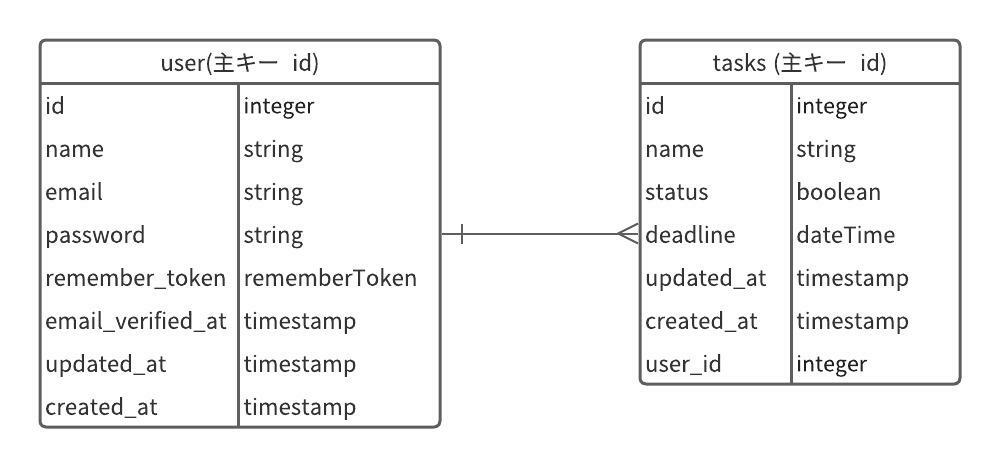 user(主キー id)
id integer
name string
email string
password string
remember_token rememberToken
email_verified_at timestamp
updated_at timestamp
created_at timestamp
tasks (主キー id)
id integer
name string
status boolean
deadline dateTime
updated_at timestamp
created_at timestamp
user_id integer